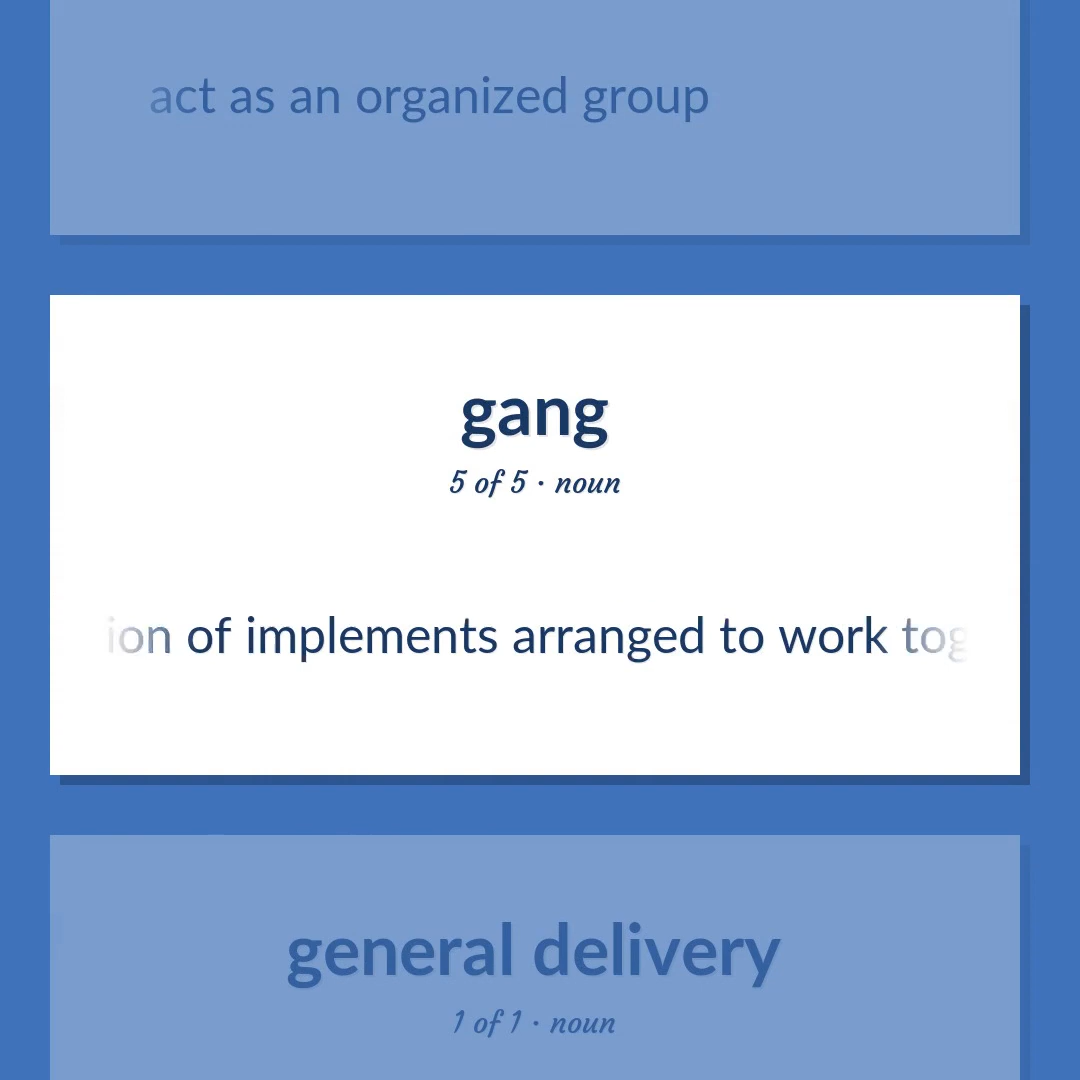 act as an organized group
gang
5 of 5 · noun
ion of implements arranged to work tog
general delivery
1 of 1 · noun